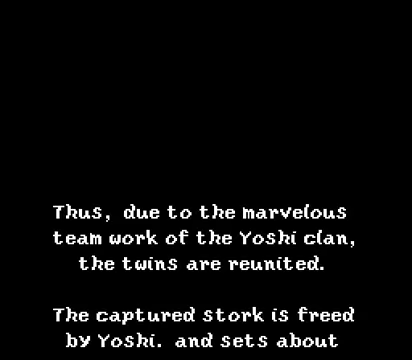 Thus, due to the marvelous
team work of the Yoshi clan,
the twins are reunited.
The captured stork is freed
by Yoshi. and sets about